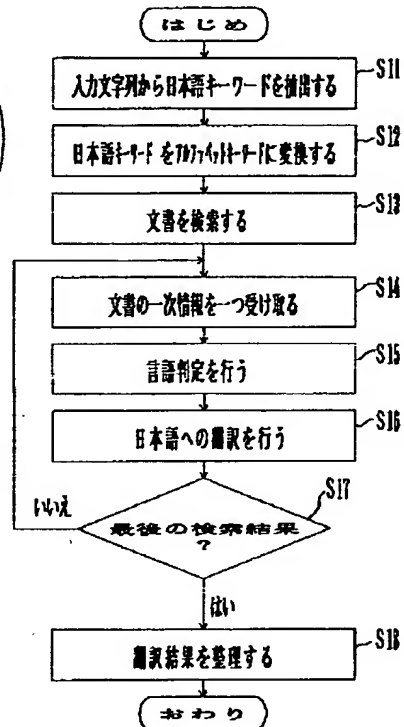 はじめ
入力文字列から日本語キーワードを抽出する
S11
日本語キーワード をアルファベットキーワードに変換する
S12
文書を検索する
S13
文書の一次情報を一つ受け取る
S14
言語判定を行う
S15
日本語への翻訳を行う
S16
最後の検索結果
?
S17
いいえ
はい
翻訳結果を整理する
S18
おわり